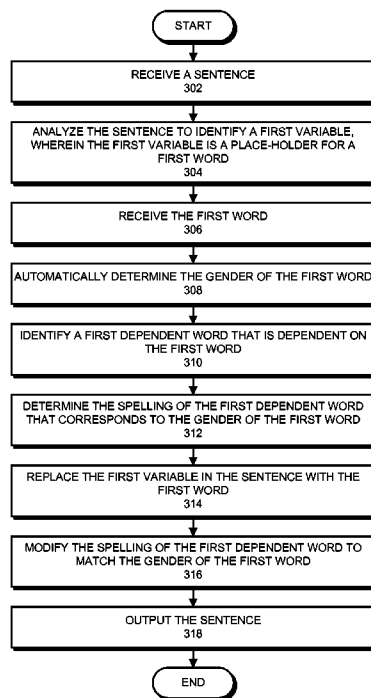 START
RECEIVE A SENTENCE
302
ANALYZE THE SENTENCE TO IDENTIFY A FIRST VARIABLE,
WHEREIN THE FIRST VARIABLE IS A PLACE-HOLDER FOR A
FIRST WORD
304
RECEIVE THE FIRST WORD
306
AUTOMATICALLY DETERMINE THE GENDER OF THE FIRST WORD
308
IDENTIFY A FIRST DEPENDENT WORD THAT IS DEPENDENT ON
THE FIRST WORD
310
DETERMINE THE SPELLING OF THE FIRST DEPENDENT WORD
THAT CORRESPONDS TO THE GENDER OF THE FIRST WORD
312
REPLACE THE FIRST VARIABLE IN THE SENTENCE WITH THE
FIRST WORD
314
MODIFY THE SPELLING OF THE FIRST DEPENDENT WORD TO
MATCH THE GENDER OF THE FIRST WORD
316
OUTPUT THE SENTENCE
318
END